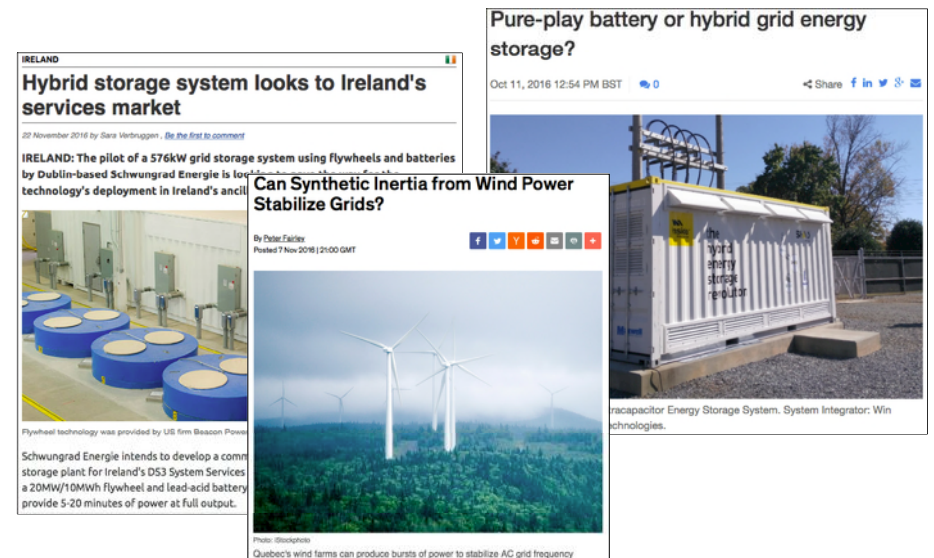 IRELAND
Hybrid storage system looks to Ireland's
services market
22 November 2016 by Sara Verbruggen , Be the first to comment
IRELAND: The pilot of a 576kW grid storage system using flywheels and batteries
by Dublin-based Schwungrad Energie is
technology's deployment in Ireland's
Flywheel technology was provided by US firm Beacon Power
Schwungrad Energie intends to develop a
storage plant for Ireland's DS3 System Services
a 20MW/10MWh flywheel and lead-acid battery
provide 5-20 minutes of power at full output.
Can Synthetic Inertia from Wind Power
Stabilize Grids?
By Peter Fairley
Posted 7 Nov 2016 | 21:00 GMT
Photo: iStockphoto
Quebec's wind farms can produce bursts of power to stabilize AC grid frequency
Pure-play battery or hybrid grid energy
storage?
Oct 11, 2016 12:54 PM BST 0 Share
the
hybrid
energy
storage
revolution
Energy Storage System. System Integrator: Win